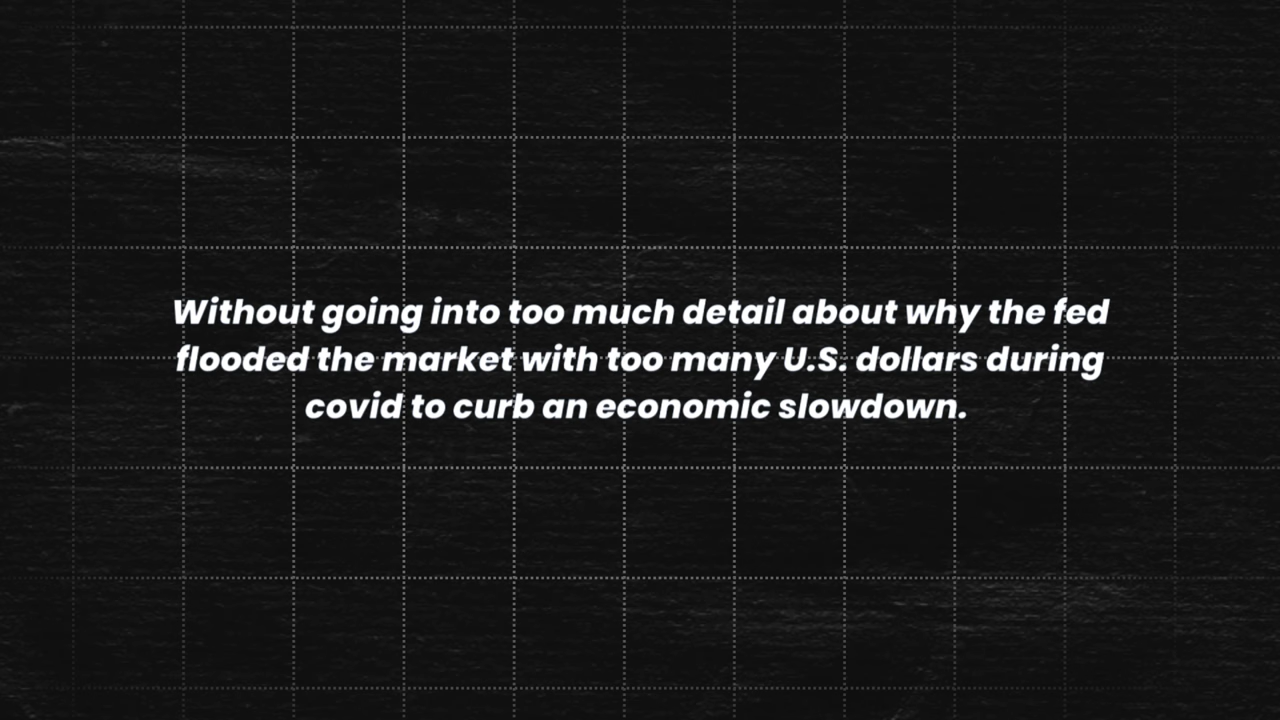 Without going into too much detail about why the fed
flooded the market with too many U.S. dollars during
covid to curb an economic slowdown.